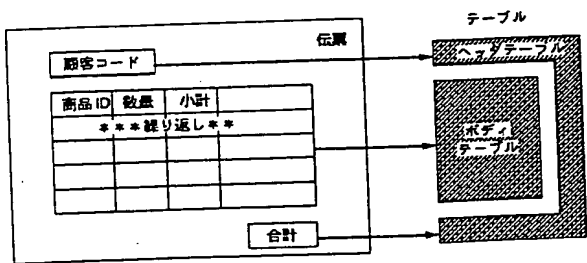 テーブル
伝票
顧客コード
ヘッダテーブル
商品ID 数量 小計
***繰り返し**
ボディ
テーブル
合計